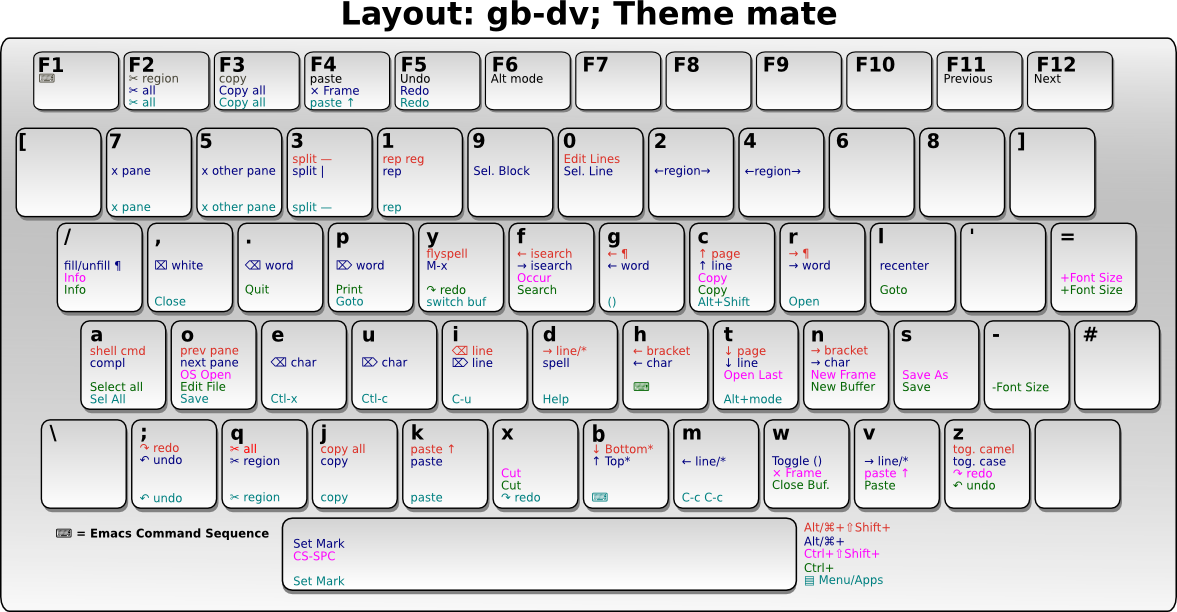 Layout: gb-dv; Theme mate
F1
⌨
F2
✂ region
✂ all
✂ all
F3
copy
Copy all
Copy all
F4
paste
× Frame
paste ↑
F5
Undo
Redo
Redo
F6
Alt mode
F7
F8
F9
F10
F11
Previous
F12
Next
[
7
x pane
x pane
5
x other pane
x other pane
3
split —
split |
split —
1
rep reg
rep
rep
9
Sel. Block
0
Edit Lines
Sel. Line
2
←region→
4
←region→
6
8
]
/
fill/unfill ¶
Info
Info
,
⌧ white
Close
.
⌫ word
Quit
p
⌦ word
Print
Goto
y
flyspell
M-x
↷ redo
switch buf
f
← isearch
→ isearch
Occur
Search
g
← ¶
← word
()
c
↑ page
↑ line
Copy
Copy
Alt+Shift
r
→ ¶
→ word
Open
l
recenter
Goto
'
=
+Font Size
+Font Size
a
shell cmd
compl
Select all
Sel All
o
prev pane
next pane
OS Open
Edit File
Save
e
⌫ char
Ctl-x
u
⌦ char
Ctl-c
i
⌫ line
⌦ line
C-u
d
→ line/*
spell
Help
h
← bracket
← char
⌨
t
↓ page
↓ line
Open Last
Alt+mode
n
→ bracket
→ char
New Frame
New Buffer
s
Save As
Save
-
-Font Size
#
\
;
↷ redo
↶ undo
↶ undo
q
✂ all
✂ region
✂ region
j
copy all
copy
copy
k
paste ↑
paste
paste
x
Cut
Cut
↷ redo
b
↓ Bottom*
↑ Top*
⌨
m
← line/*
C-c C-c
w
Toggle ()
× Frame
Close Buf.
v
→ line/*
paste ↑
Paste
z
tog. camel
tog. case
↷ redo
↶ undo
⌨ = Emacs Command Sequence
Set Mark
CS-SPC
Set Mark
Alt/⌘+⇧Shift+
Alt/⌘+
Ctrl+⇧Shift+
Ctrl+
▤ Menu/Apps